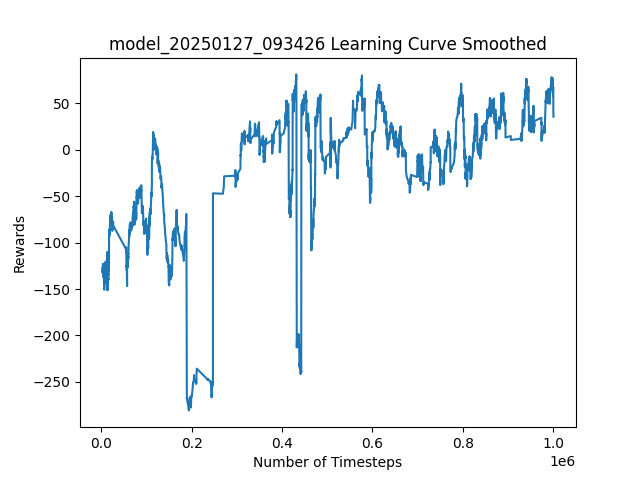 model_20250127_093426 Learning Curve Smoothed
Rewards
50
0
−50
−100
−150
−200
−250
0.0 0.2 0.4 0.6 0.8 1.0
1e6
Number of Timesteps